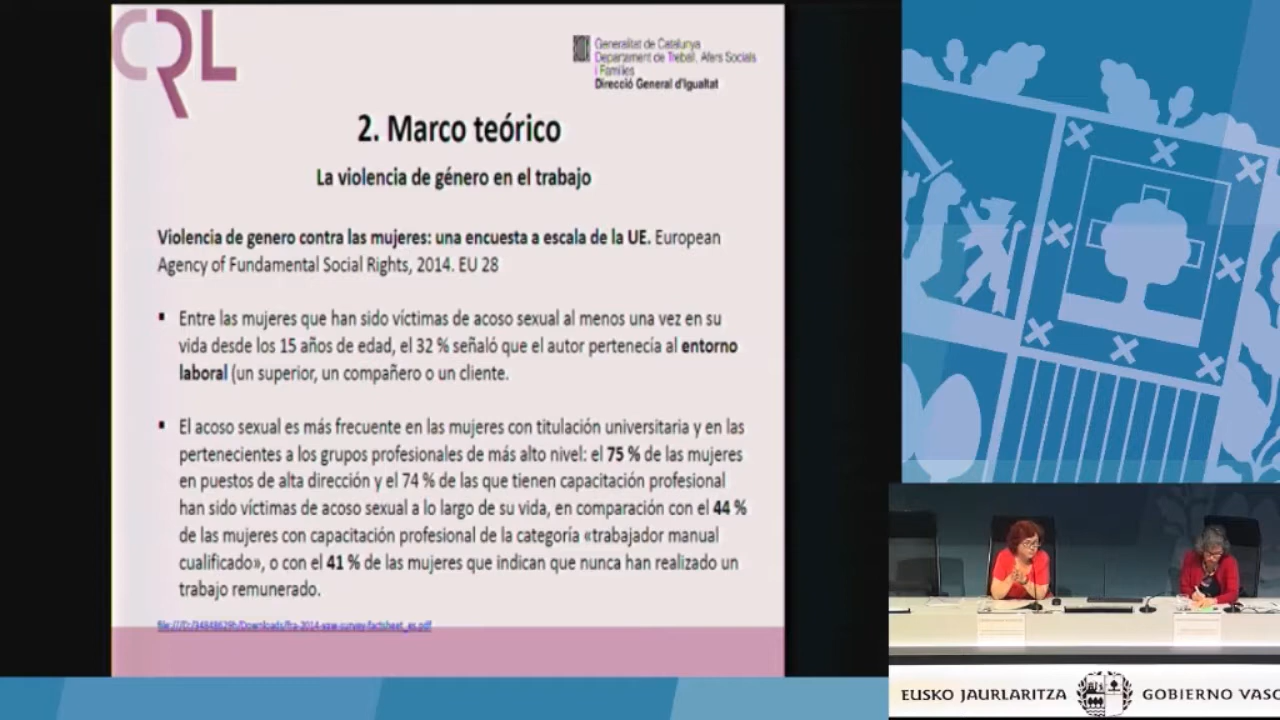 CRL
Generalitat de Catalunya
Departament de Treball, Afers Socials
i Famílies
Direcció General d'Igualtat
2. Marco teórico
La violencia de género en el trabajo
Violencia de genero contra las mujeres: una encuesta a escala de la UE. European
Agency of Fundamental Social Rights, 2014. EU 28
▪ Entre las mujeres que han sido víctimas de acoso sexual al menos una vez en su
vida desde los 15 años de edad, el 32 % señaló que el autor pertenecía al entorno
laboral (un superior, un compañero o un cliente.
▪ El acoso sexual es más frecuente en las mujeres con titulación universitaria y en las
pertenecientes a los grupos profesionales de más alto nivel: el 75 % de las mujeres
en puestos de alta dirección y el 74 % de las que tienen capacitación profesional
han sido víctimas de acoso sexual a lo largo de su vida, en comparación con el 44 %
de las mujeres con capacitación profesional de la categoría «trabajador manual
cualificado», o con el 41 % de las mujeres que indican que nunca han realizado un
trabajo remunerado.
EUSKO JAURLARITZA GOBIERNO VASC